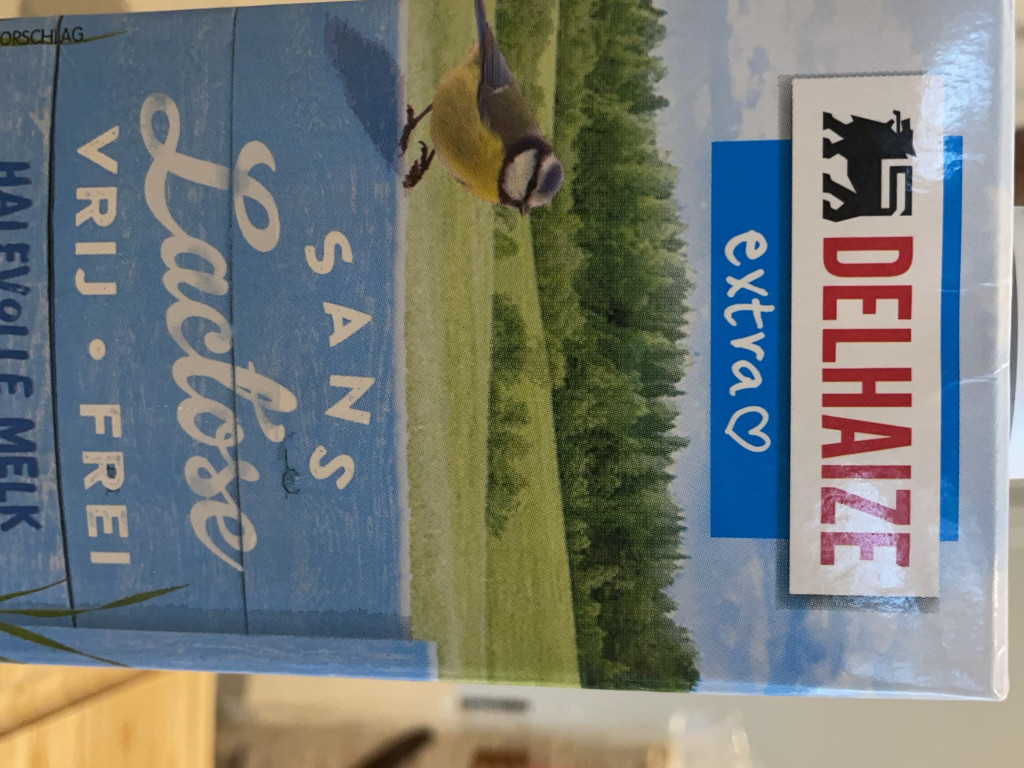 DELHAIZE
extra
SANS
Lactose
VRIJ • FREI
HALFVOLLE MELK